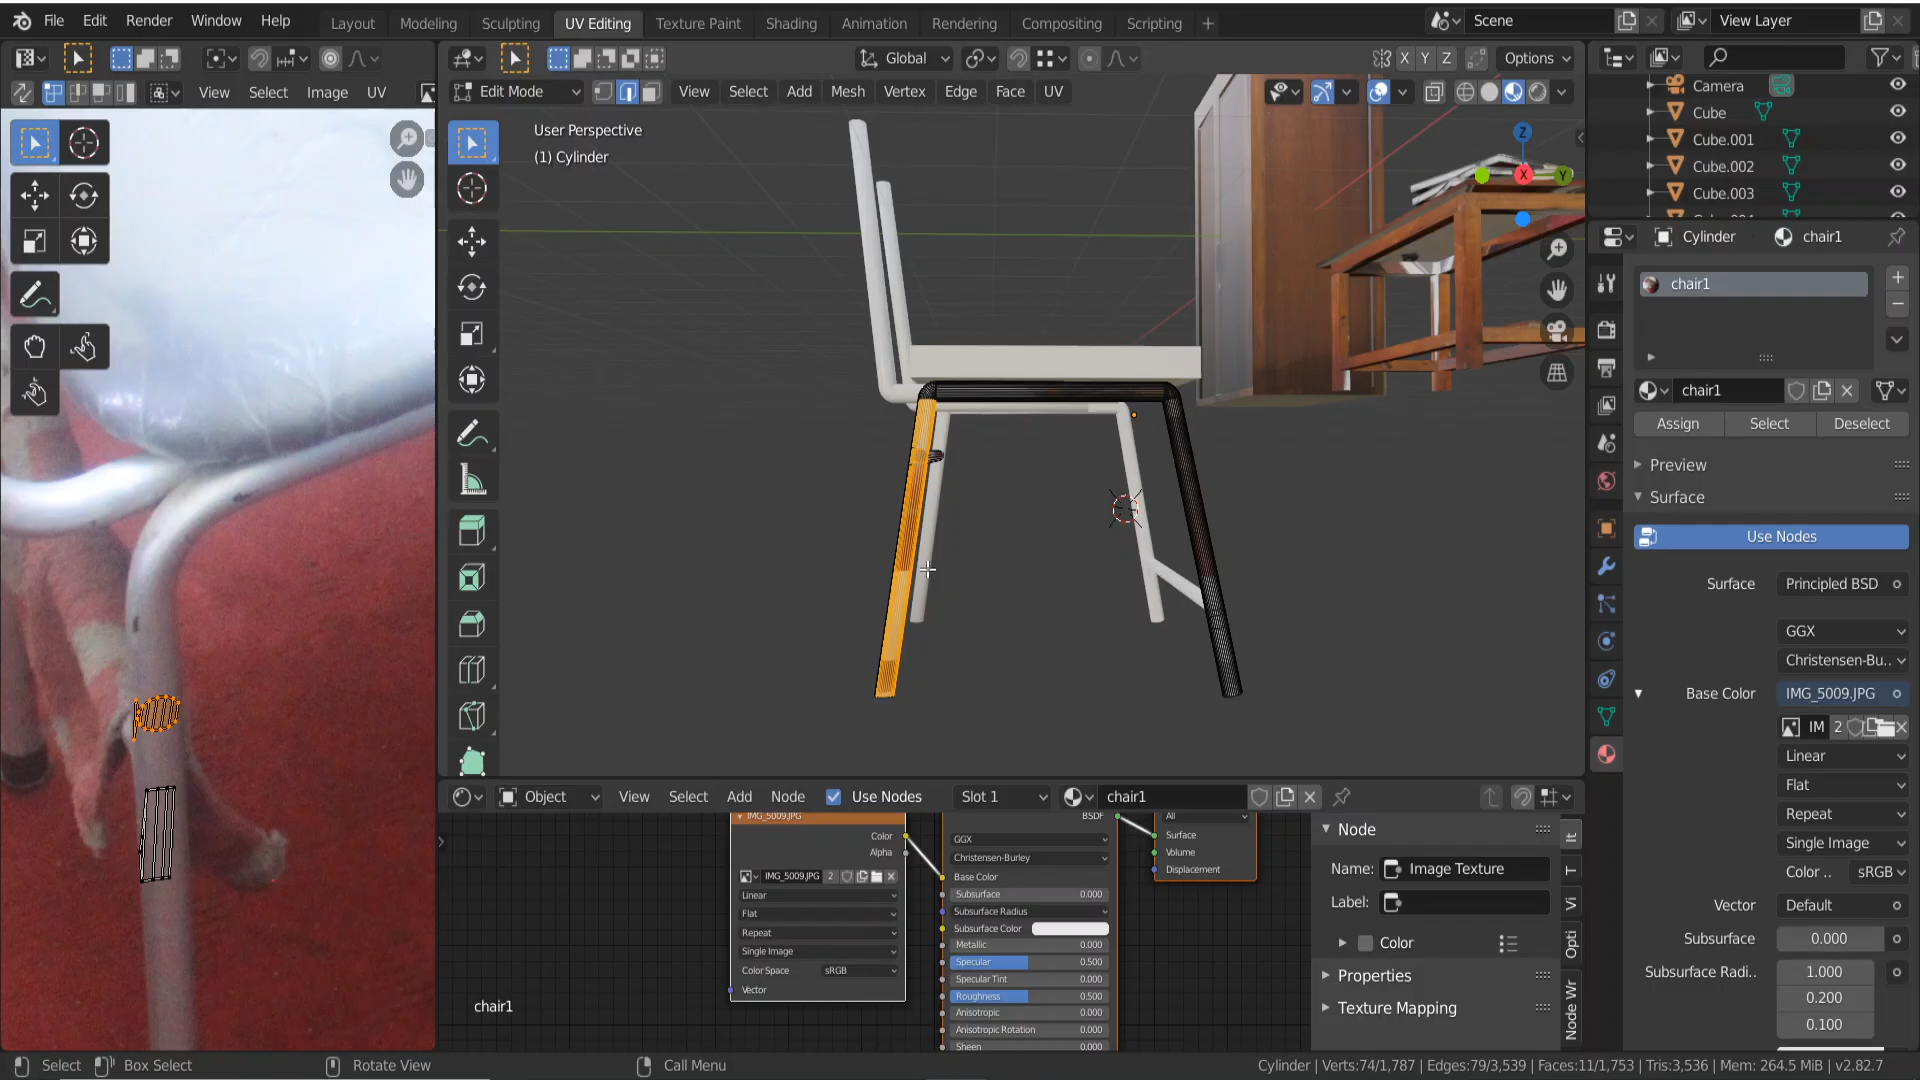 File Edit Render Window Help Layout Modeling Sculpting UV Editing Texture Paint Shading Animation Rendering Compositing Scripting + Scene View Layer
Global X Y Z Options
View Select Image UV Edit Mode View Select Add Mesh Vertex Edge Face UV
User Perspective
(1) Cylinder
Z
X
Y
Camera
Cube
Cube.001
Cube.002
Cube.003
Cylinder chair1
chair1
chair1
Assign Select Deselect
Preview
Surface
Use Nodes
Surface Principled BSD
GGX
Christensen-Bu..
Base Color IMG_5009.JPG
IM 2
Linear
Flat
Repeat
Single Image
Color .. sRGB
Vector Default
Subsurface 0.000
Subsurface Radi.. 1.000
0.200
0.100
Object View Select Add Node Use Nodes Slot 1 chair1
IMG_5009.JPG
Color
Alpha
IMG_5009.JPG 2
Linear
Flat
Repeat
Single Image
Color Space sRGB
Vector
BSDF
GGX
Christensen-Burley
Base Color
Subsurface 0.000
Subsurface Radius
Subsurface Color
Metallic 0.000
Specular 0.500
Specular Tint 0.000
Roughness 0.500
Anisotropic 0.000
Anisotropic Rotation 0.000
Sheen 0.000
All
Surface
Volume
Displacement
chair1
Node
Name: Image Texture
Label:
Color
Properties
Texture Mapping
It
T
Vi
Opti
Node Wr
Select Box Select Rotate View Call Menu Cylinder | Verts:74/1,787 | Edges:79/3,539 | Faces:11/1,753 | Tris:3,536 | Mem: 264.5 MiB | v2.82.7